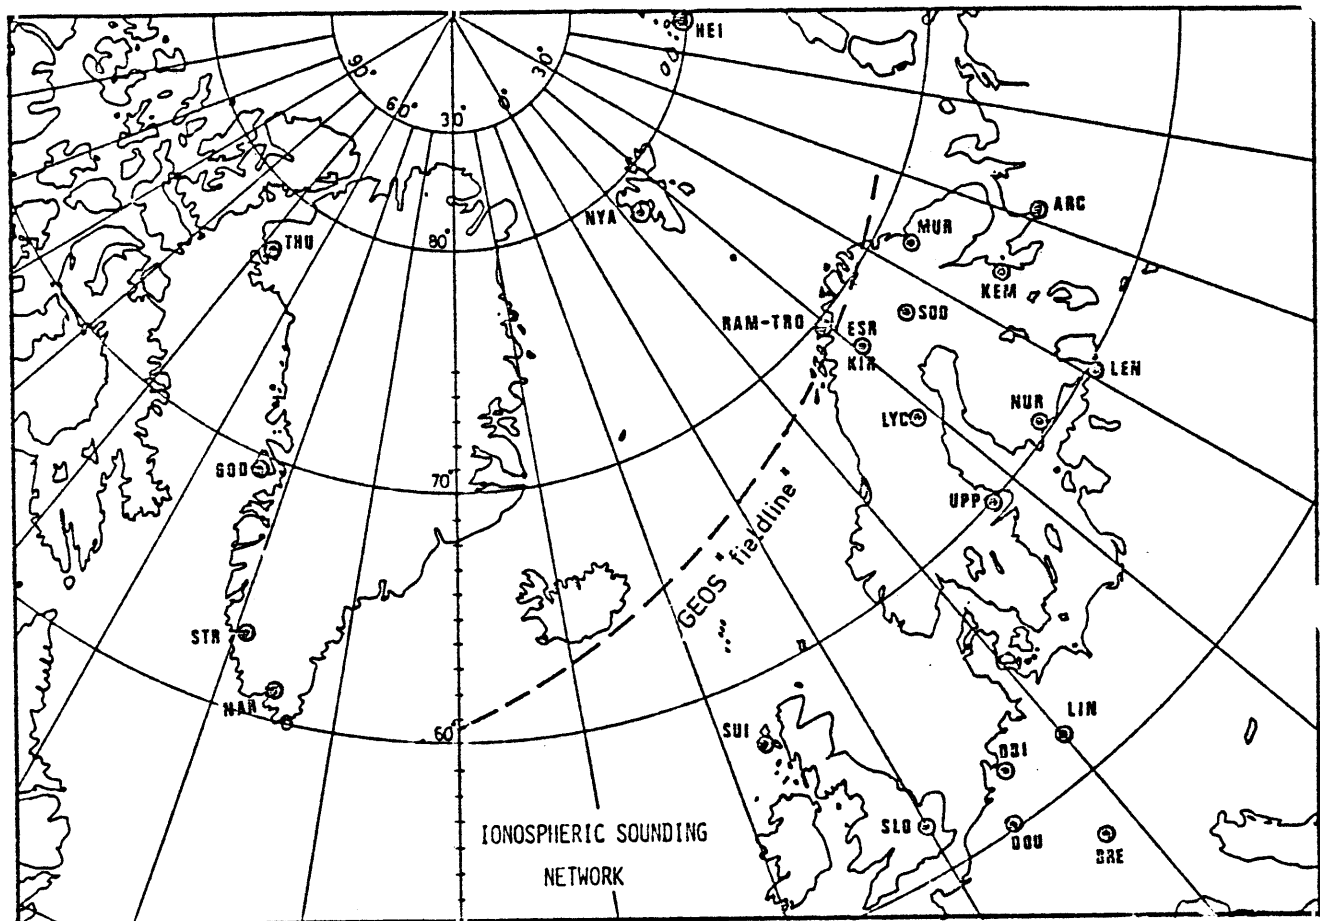 HEI
90°
60°
30°
0°
30°
NYA
THU
80°
ARC
MUR
KEM
SOD
RAM-TRO
ESR
KIR
LEN
NUR
LYC
GOD
70°
UPP
GEOS "fieldline"
STR
NAR
60°
SUI
LIN
DBI
SLO
DOU
BRE
IONOSPHERIC SOUNDING
NETWORK